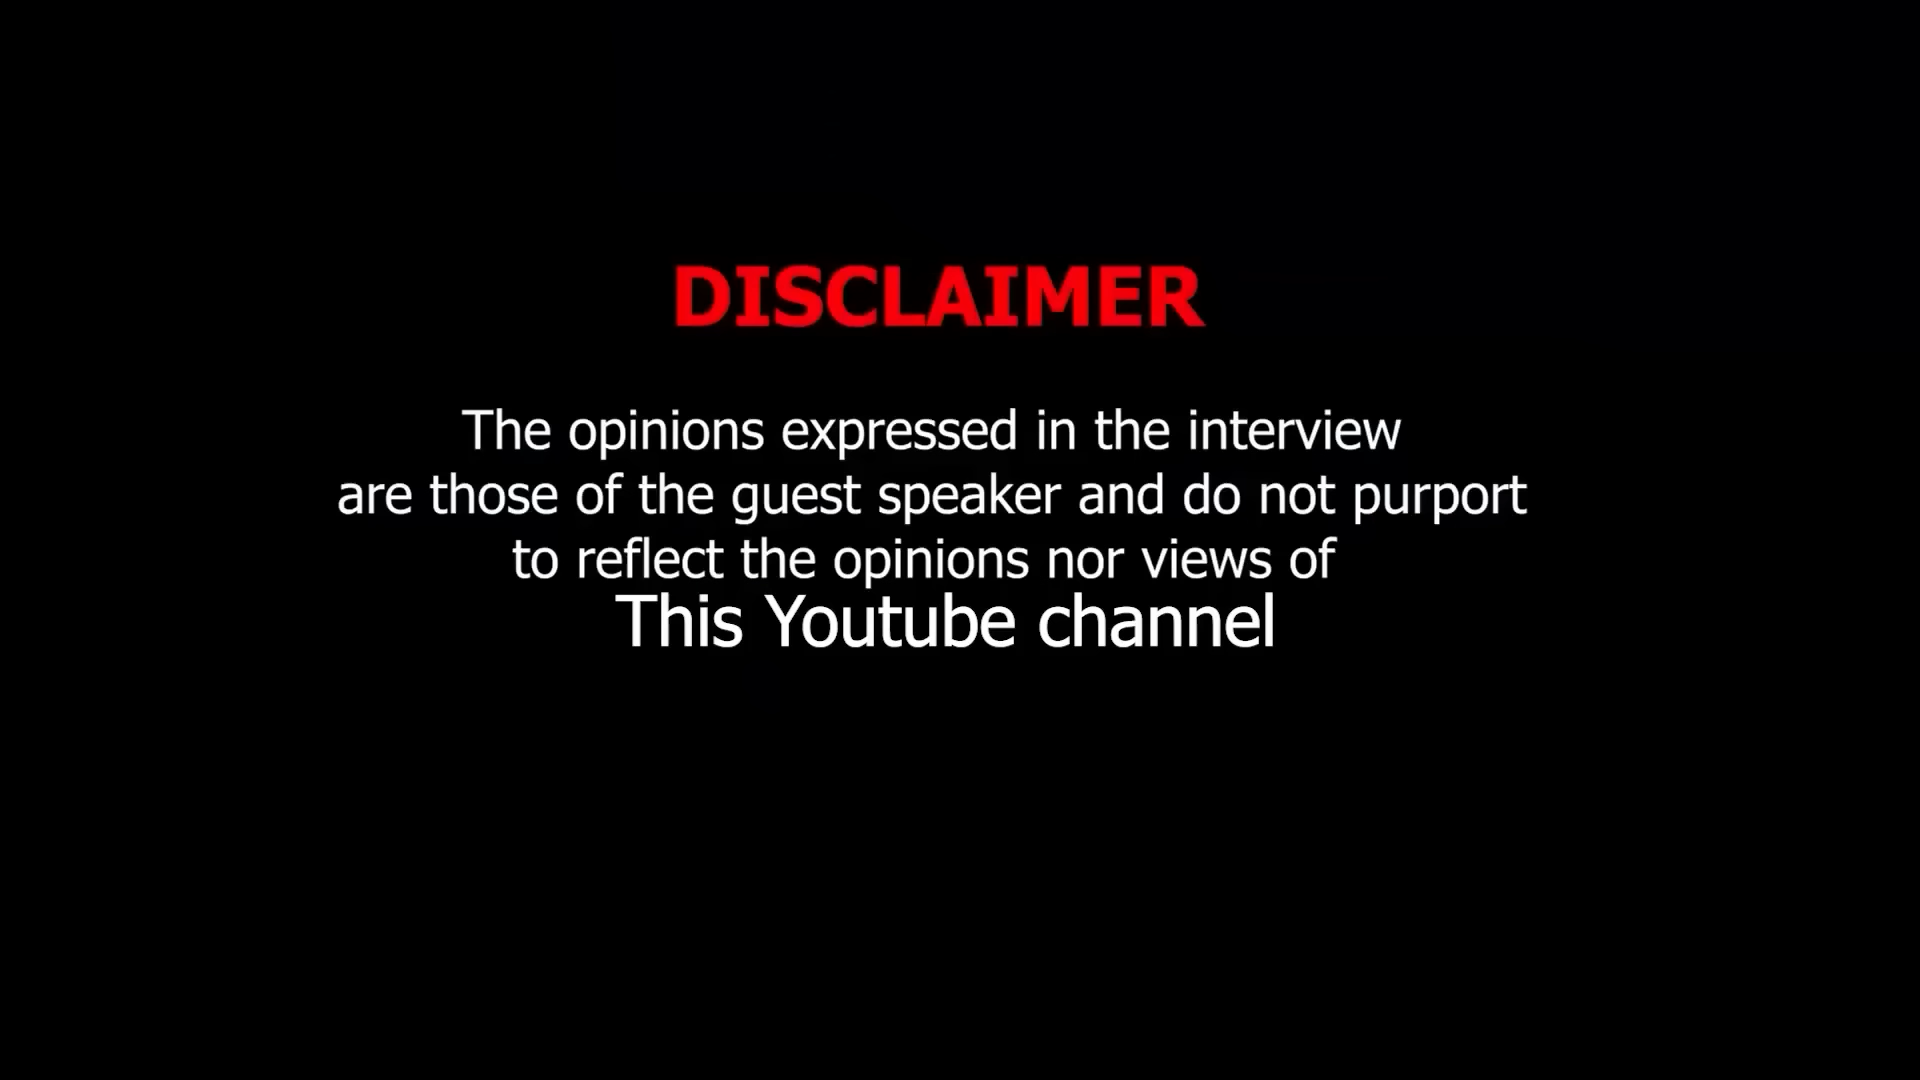 DISCLAIMER
The opinions expressed in the interview
are those of the guest speaker and do not purport
to reflect the opinions nor views of
This Youtube channel